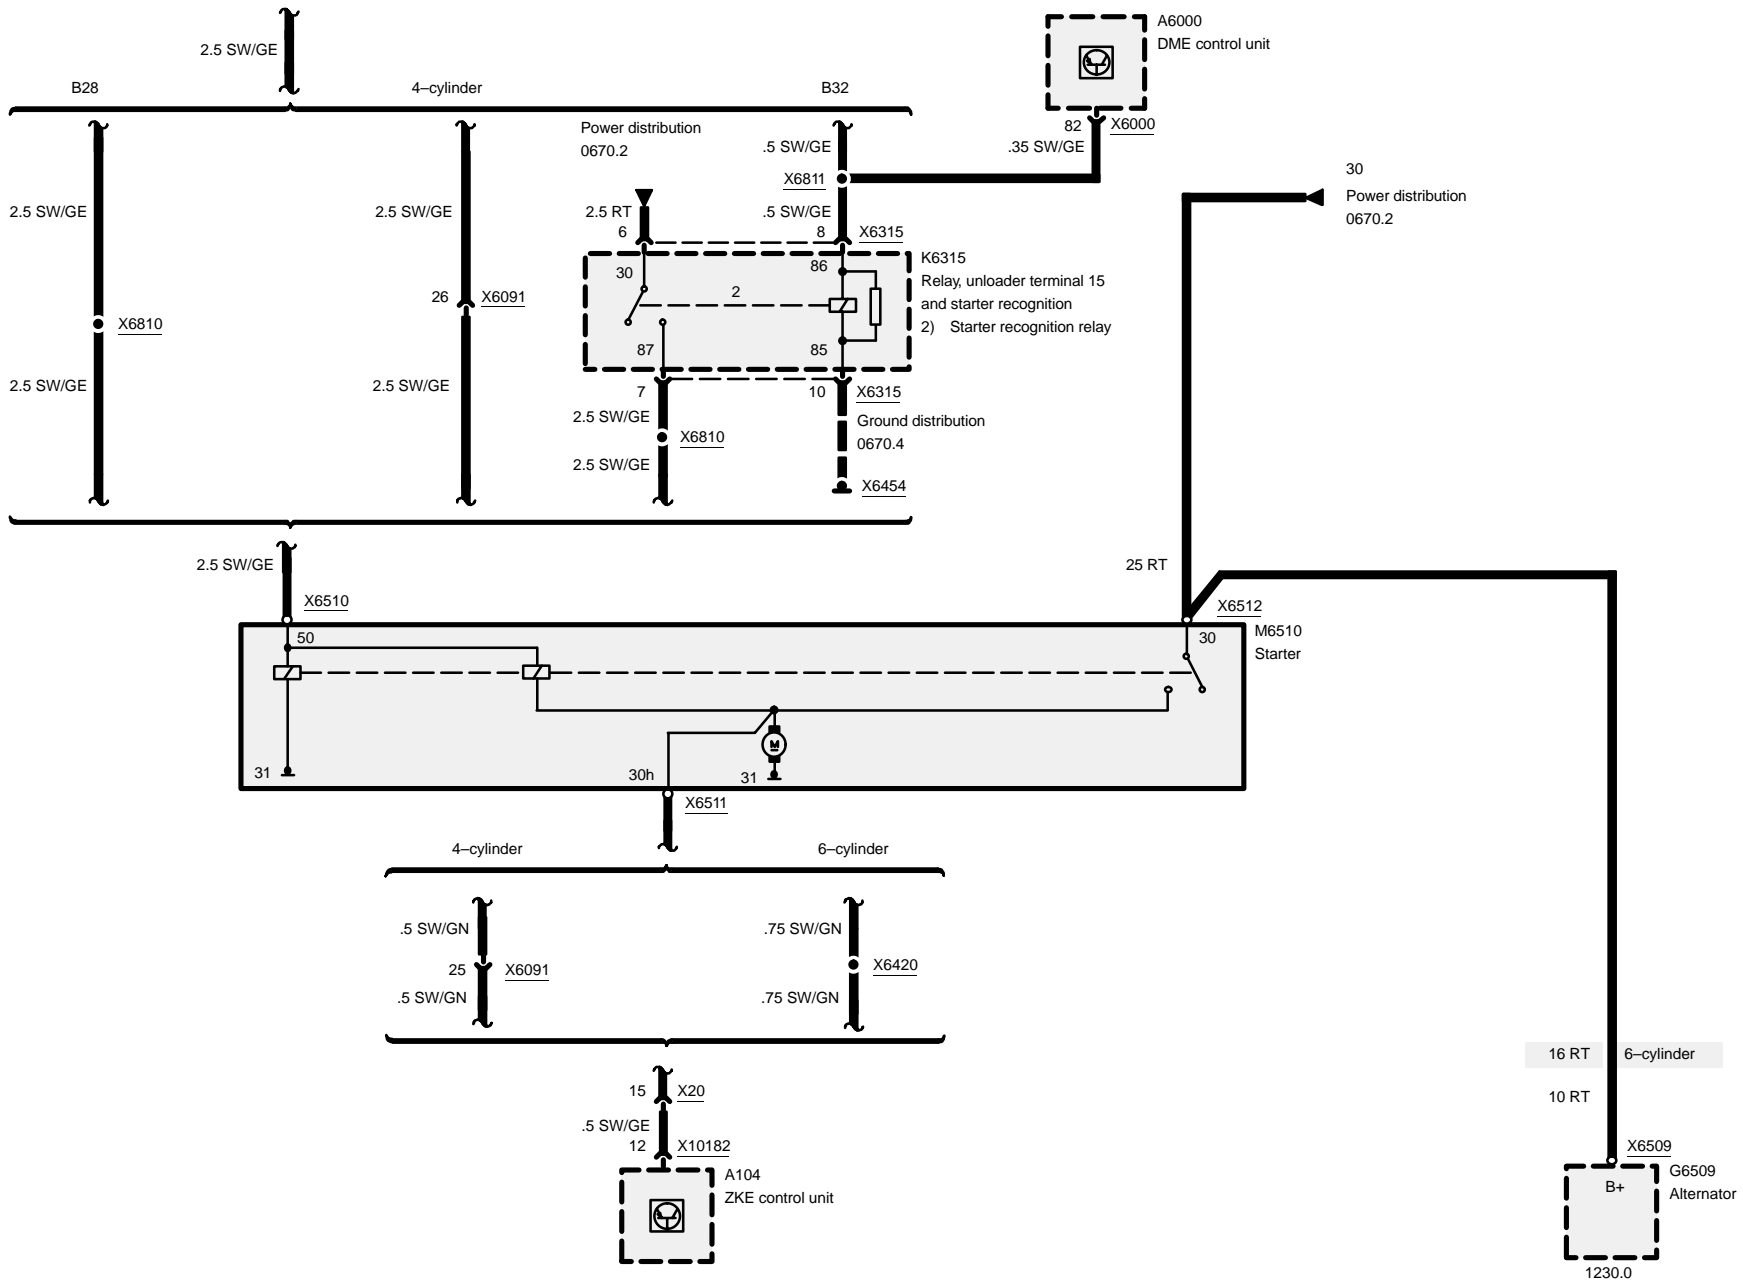 A6000
DME control unit
2.5 SW/GE
B28
4–cylinder
B32
82
X6000
Power distribution
0670.2
.5 SW/GE
.35 SW/GE
X6811
30
Power distribution
0670.2
2.5 SW/GE
2.5 SW/GE
2.5 RT
.5 SW/GE
6
8
X6315
K6315
Relay, unloader terminal 15
and starter recognition
2) Starter recognition relay
30
86
2
87
85
26
X6091
X6810
2.5 SW/GE
2.5 SW/GE
7
10
X6315
2.5 SW/GE
Ground distribution
0670.4
X6810
2.5 SW/GE
X6454
2.5 SW/GE
25 RT
X6510
X6512
M6510
Starter
50
30
M
31
30h
31
X6511
4–cylinder
6–cylinder
.5 SW/GN
.75 SW/GN
25
X6091
X6420
.5 SW/GN
.75 SW/GN
16 RT
6–cylinder
15
X20
10 RT
.5 SW/GE
12
X10182
X6509
A104
ZKE control unit
G6509
Alternator
B+
1230.0